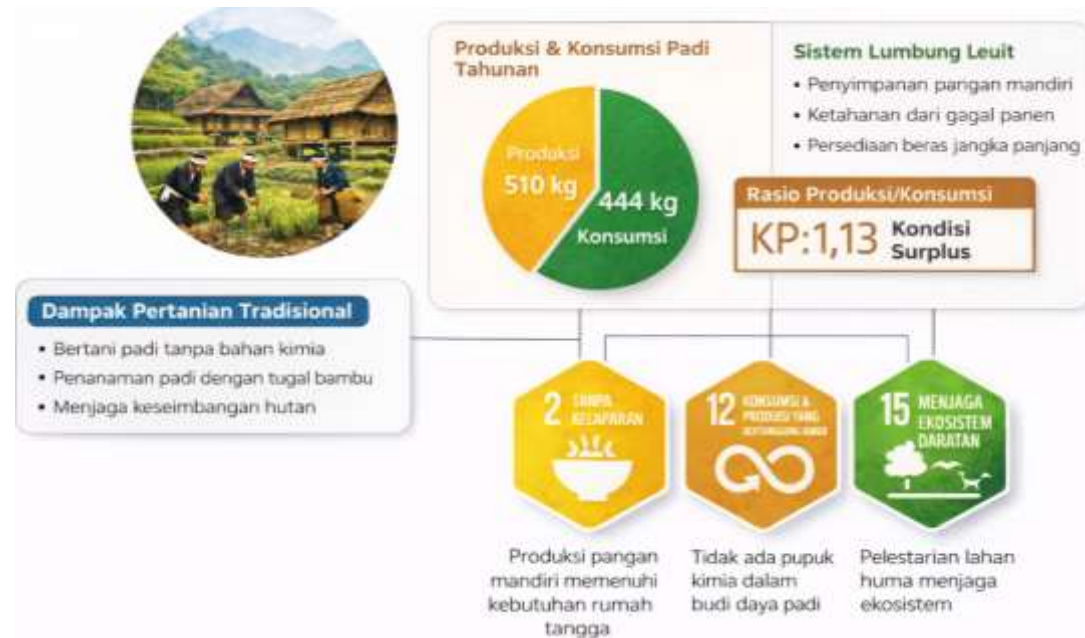 Produksi & Konsumsi Padi
Tahunan
Produksi
510 kg
444 kg
Konsumsi
Sistem Lumbung Leuit
• Penyimpanan pangan mandiri
• Ketahanan dari gagal panen
• Persediaan beras jangka panjang
Rasio Produksi/Konsumsi
KP:1,13 Kondisi
Surplus
Dampak Pertanian Tradisional
• Bertani padi tanpa bahan kimia
• Penanaman padi dengan tugal bambu
• Menjaga keseimbangan hutan
2 TANPA
KELAPARAN
Produksi pangan
mandiri memenuhi
kebutuhan rumah
tangga
12 KONSUMSI &
PRODUKSI YANG
Tidak ada pupuk
kimia dalam
budi daya padi
15 MENJAGA
EKOSISTEM
DARATAN
Pelestarian lahan
huma menjaga
ekosistem